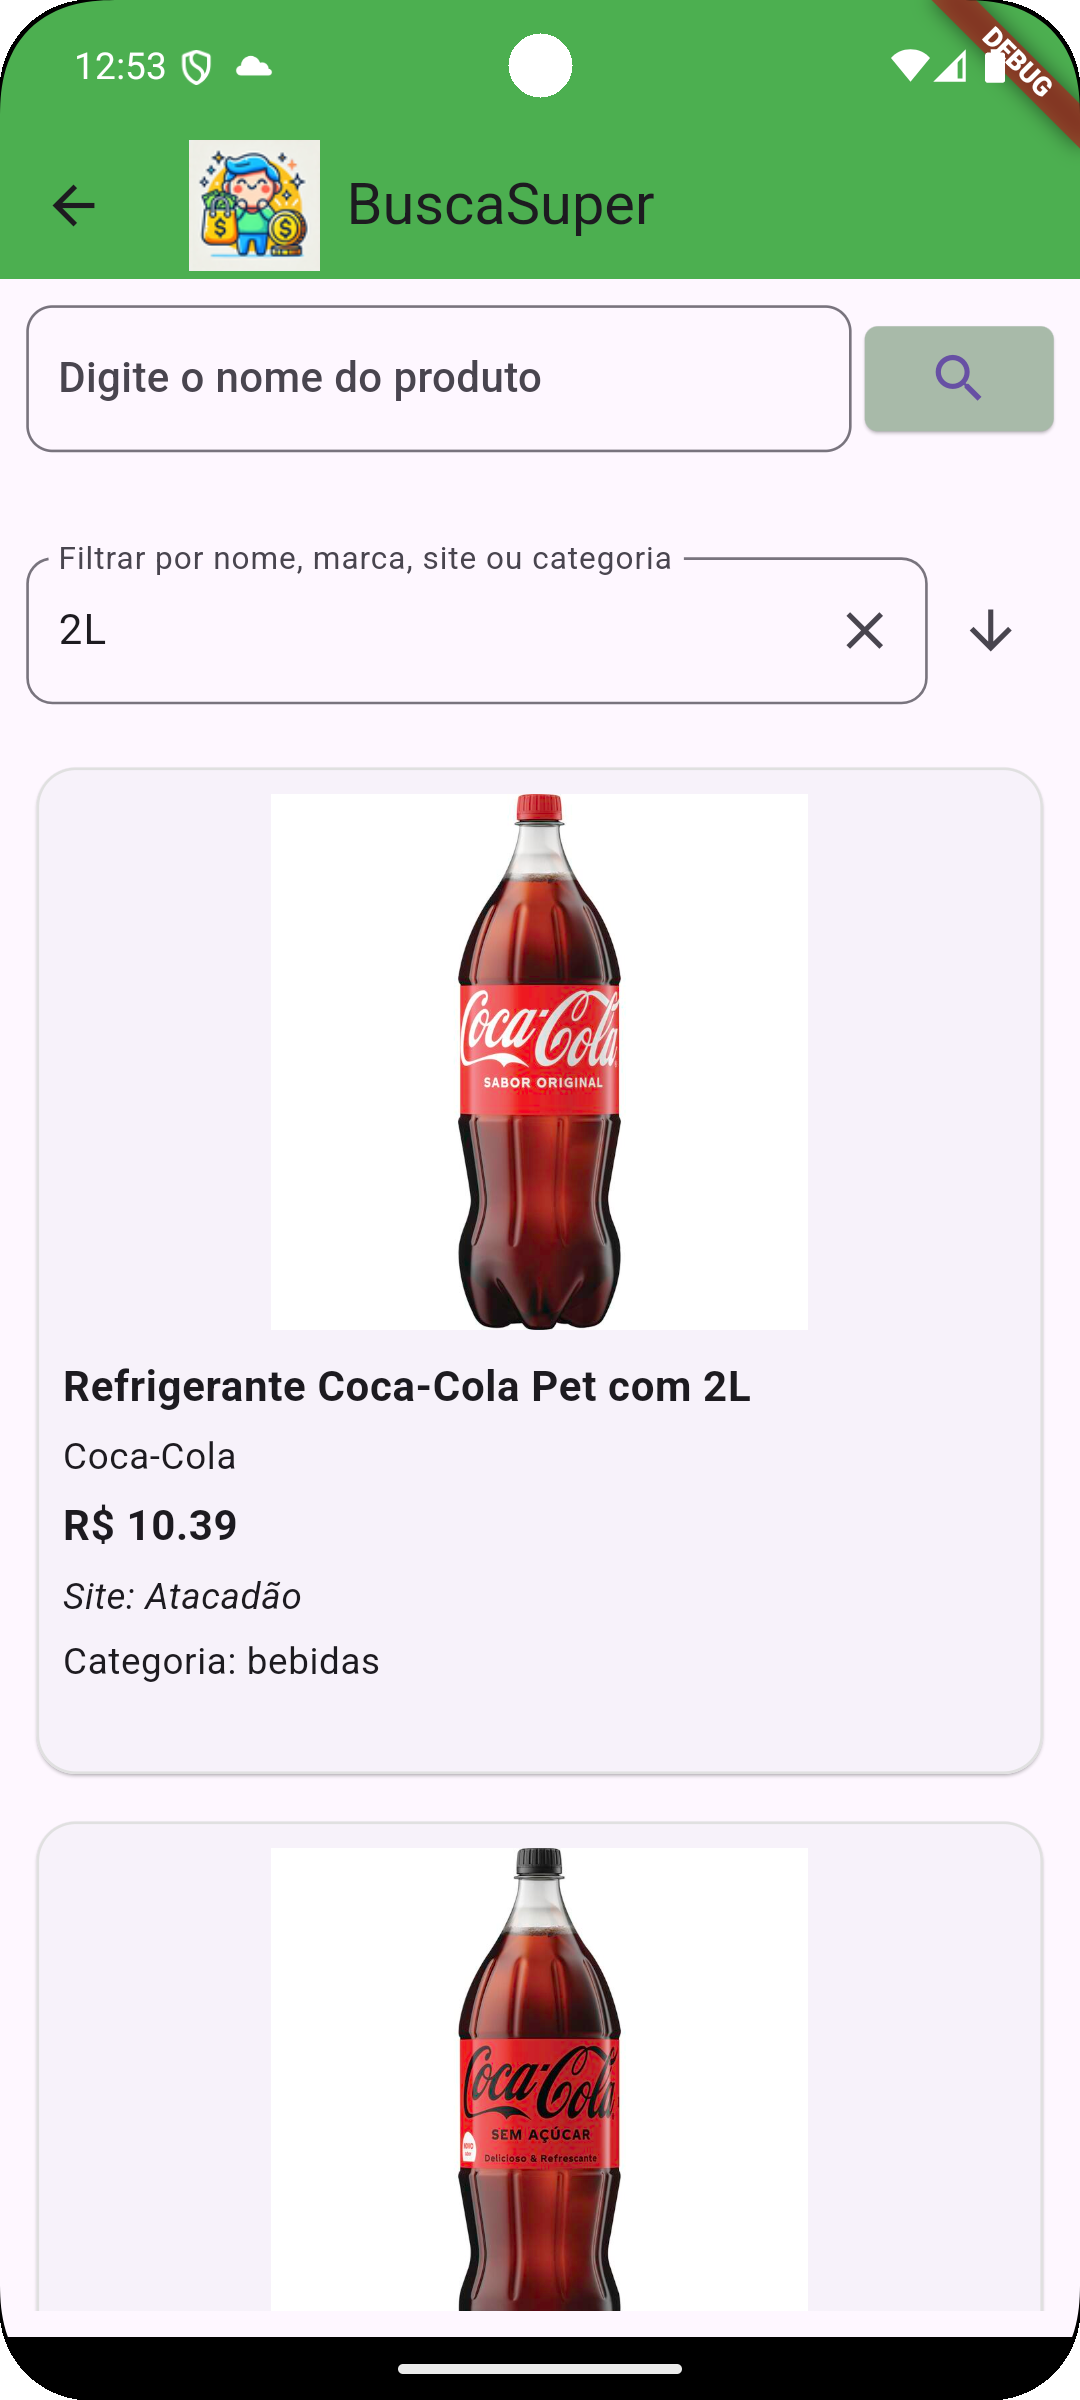 12:53
DEBUG
BuscaSuper
Digite o nome do produto
Filtrar por nome, marca, site ou categoria
2L
Coca-Cola
SABOR ORIGINAL
Refrigerante Coca-Cola Pet com 2L
Coca-Cola
R$ 10.39
Site: Atacadão
Categoria: bebidas
Coca-Cola
SEM AÇÚCAR
Delicioso & Refrescante